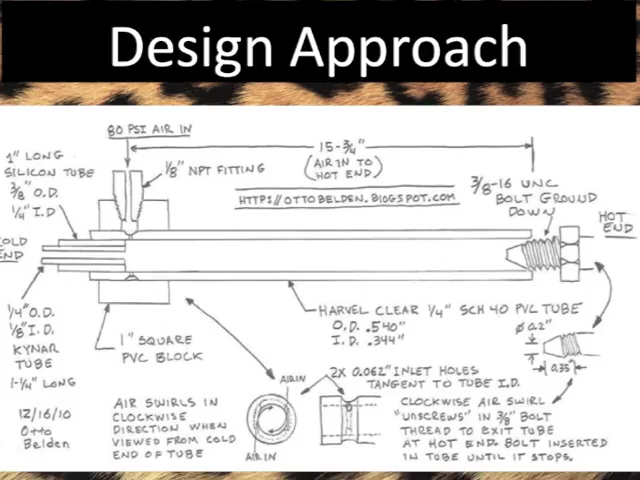 Design Approach
80 PSI AIR IN
15-3/4"
(AIR IN TO
HOT END)
1" LONG
SILICON TUBE
3/8" O.D.
1/4" I.D
1/8" NPT FITTING
HTTP://OTTOBELDEN.BLOGSPOT.COM
3/8-16 UNC
BOLT GROUND
DOWN
HOT
END
COLD
END
1/4" O.D.
1/8" I.D.
KYNAR
TUBE
1-1/4" LONG
1" SQUARE
PVC BLOCK
HARVEL CLEAR 1/4" SCH 40 PVC TUBE
O.D. .540"
I.D. .344"
Ø 0.2"
0.35"
12/16/10
Otto
Belden
AIR SWIRLS IN
CLOCKWISE
DIRECTION WHEN
VIEWED FROM COLD
END OF TUBE
AIR IN
AIR IN
2X 0.062" INLET HOLES
TANGENT TO TUBE I.D.
CLOCKWISE AIR SWIRL
"UNSCREWS" IN 3/8" BOLT
THREAD TO EXIT TUBE
AT HOT END. BOLT INSERTED
IN TUBE UNTIL IT STOPS.